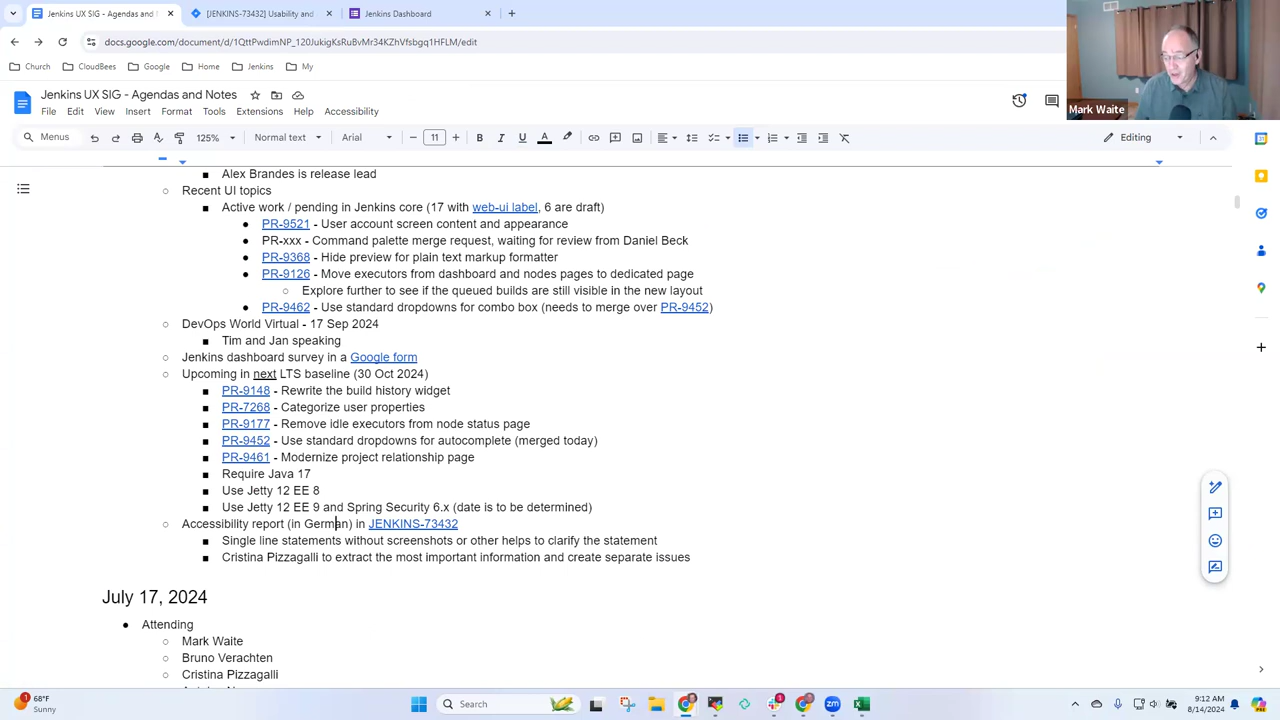 Jenkins UX SIG - Agendas and S
[JENKINS-73432] Usability and
Jenkins Dashboard
docs.google.com/document/d/1QttPwdimNP_120JukigKsRuBvMr34KZhVfsbgq1HFLM/edit
Church
CloudBees
Google
Home
Jenkins
My
Mark Waite
Jenkins UX SIG - Agendas and Notes
File Edit View Insert Format Tools Extensions Help Accessibility
Menus
125%
Normal text
Arial
11
Editing
Alex Brandes is release lead
Recent UI topics
Active work / pending in Jenkins core (17 with web-ui label, 6 are draft)
PR-9521 - User account screen content and appearance
PR-xxx - Command palette merge request, waiting for review from Daniel Beck
PR-9368 - Hide preview for plain text markup formatter
PR-9126 - Move executors from dashboard and nodes pages to dedicated page
Explore further to see if the queued builds are still visible in the new layout
PR-9462 - Use standard dropdowns for combo box (needs to merge over PR-9452)
DevOps World Virtual - 17 Sep 2024
Tim and Jan speaking
Jenkins dashboard survey in a Google form
Upcoming in next LTS baseline (30 Oct 2024)
PR-9148 - Rewrite the build history widget
PR-7268 - Categorize user properties
PR-9177 - Remove idle executors from node status page
PR-9452 - Use standard dropdowns for autocomplete (merged today)
PR-9461 - Modernize project relationship page
Require Java 17
Use Jetty 12 EE 8
Use Jetty 12 EE 9 and Spring Security 6.x (date is to be determined)
Accessibility report (in German) in JENKINS-73432
Single line statements without screenshots or other helps to clarify the statement
Cristina Pizzagalli to extract the most important information and create separate issues
July 17, 2024
Attending
Mark Waite
Bruno Verachten
Cristina Pizzagalli
68°F
Sunny
Search
9:12 AM
8/14/2024